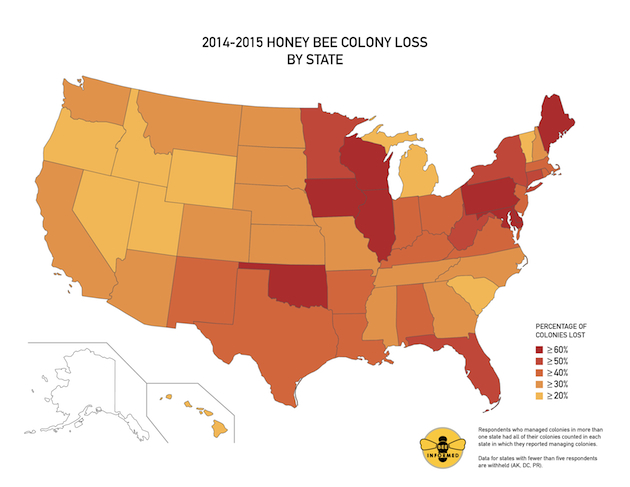 2014-2015 HONEY BEE COLONY LOSS
BY STATE
PERCENTAGE OF
COLONIES LOST
≥ 60%
≥ 50%
≥ 40%
≥ 30%
≥ 20%
BEE
INFORMED
Respondents who managed colonies in more than
one state had all of their colonies counted in each
state in which they reported managing colonies.
Data for states with fewer than five respondents
are withheld (AK, DC, PR).